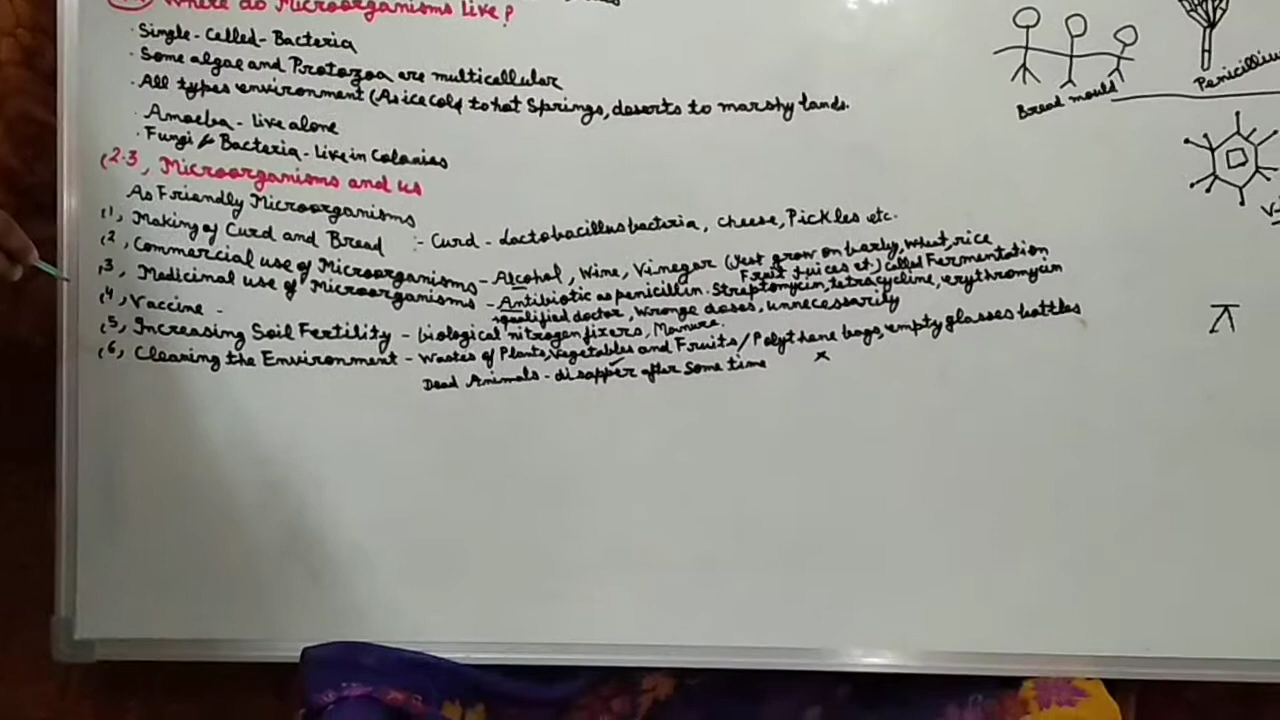 Where do Microorganisms live?
· Single-Celled-Bacteria
· Some algae and Protozoa are multicellular
· All types environment (As ice cold to hot Springs, deserts to marshy lands.
· Amoeba - live alone
· Fungi & Bacteria - Live in Colonies
(2.3, Microorganisms and us
As Friendly Microorganisms
(1, Making of Curd and Bread :- Curd - Lactobacillus bacteria, cheese, Pickles etc.
(2, Commercial use of Microorganisms - Alcohol, Wine, Vinegar (Yest grow on barly, wheat, rice
Fruit juices et.) called Fermentation
(3, Medicinal use of Microorganisms - Antibiotic as penicillin. Streptomycin, tetracycline, erythromycin
qualified doctor, Wronge doses, unnecessarily
(4, Vaccine -
(5, Increasing Soil Fertility - biological nitrogen fixers, Manure.
(6, Cleaning the Environment - Wastes of Plants, Vegetables and Fruits / Polythane bags, empty glasses bottles
Dead Animals - disapper after some time ×
Bread mould
Penicillium